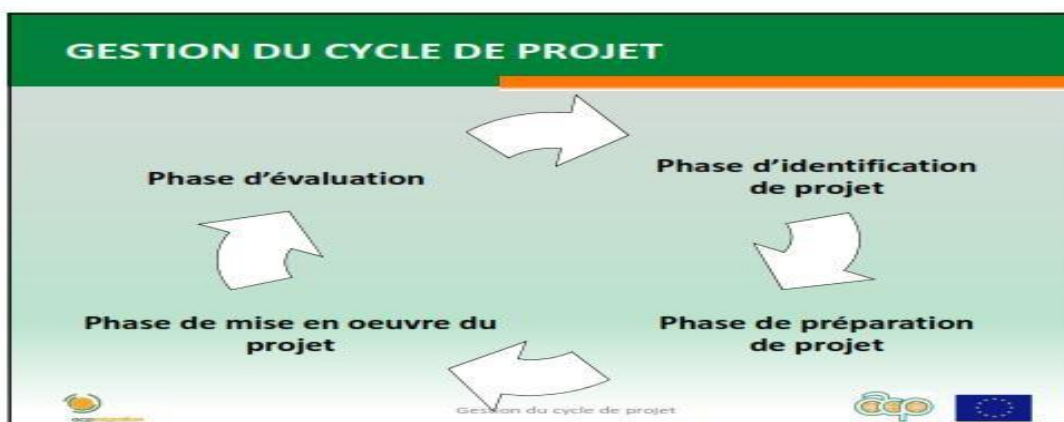 GESTION DU CYCLE DE PROJET
Phase d'évaluation
Phase d'identification
de projet
Phase de mise en oeuvre du
projet
Phase de préparation
de projet
Gestion du cycle de projet
acp